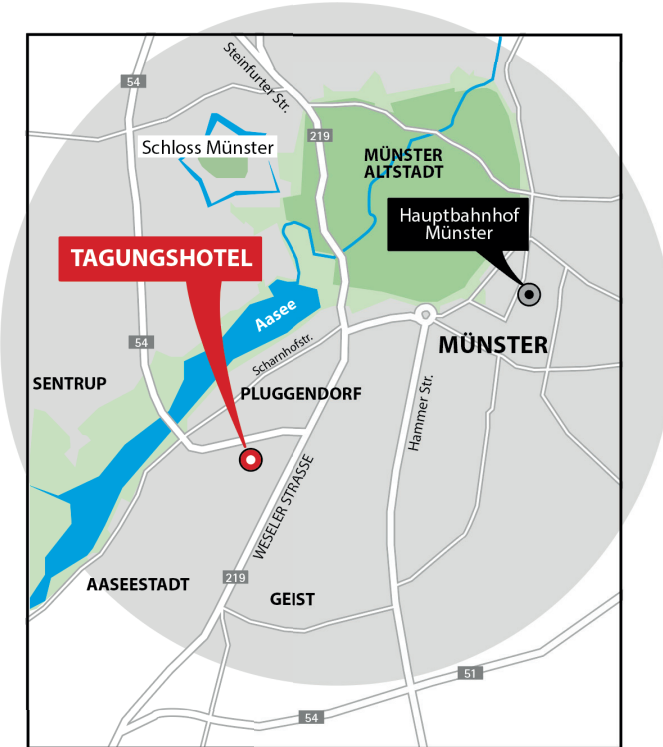 Steinfurter Str.
54
219
Schloss Münster
MÜNSTER
ALTSTADT
Hauptbahnhof
Münster
TAGUNGSHOTEL
Aasee
54
Scharnhofstr.
MÜNSTER
SENTRUP
PLUGGENDORF
Hammer Str.
WESELER STRASSE
219
AASEESTADT
GEIST
51
54